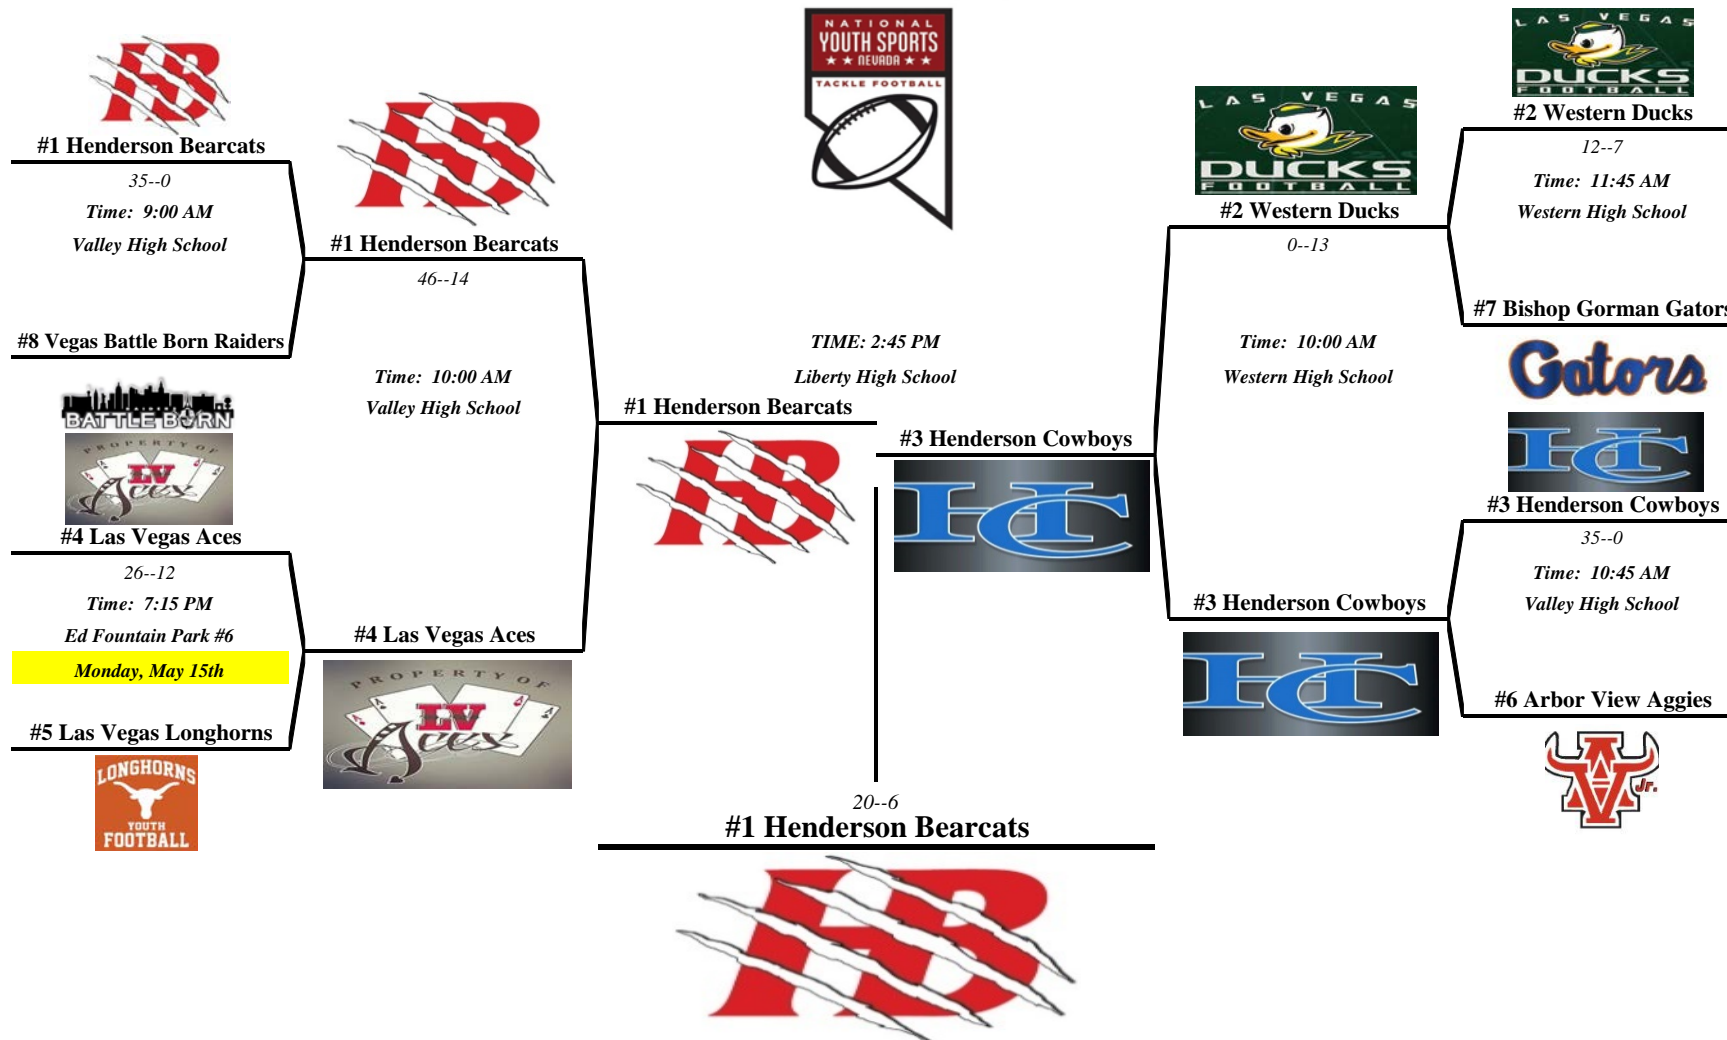 NATIONAL
YOUTH SPORTS
★ ★ NEVADA ★ ★
TACKLE FOOTBALL
HB
#1 Henderson Bearcats
35--0
Time: 9:00 AM
Valley High School
#8 Vegas Battle Born Raiders
BATTLE BORN
PROPERTY OF
LV
Aces
#4 Las Vegas Aces
26--12
Time: 7:15 PM
Ed Fountain Park #6
Monday, May 15th
#5 Las Vegas Longhorns
LONGHORNS
YOUTH
FOOTBALL
HB
#1 Henderson Bearcats
46--14
Time: 10:00 AM
Valley High School
#4 Las Vegas Aces
PROPERTY OF
LV
Aces
TIME: 2:45 PM
Liberty High School
#1 Henderson Bearcats
HB
#3 Henderson Cowboys
HC
20--6
#1 Henderson Bearcats
HB
LAS VEGAS
DUCKS
FOOTBALL
#2 Western Ducks
0--13
Time: 10:00 AM
Western High School
#3 Henderson Cowboys
HC
LAS VEGAS
DUCKS
FOOTBALL
#2 Western Ducks
12--7
Time: 11:45 AM
Western High School
#7 Bishop Gorman Gators
Gators
HC
#3 Henderson Cowboys
35--0
Time: 10:45 AM
Valley High School
#6 Arbor View Aggies
AV
Jr.